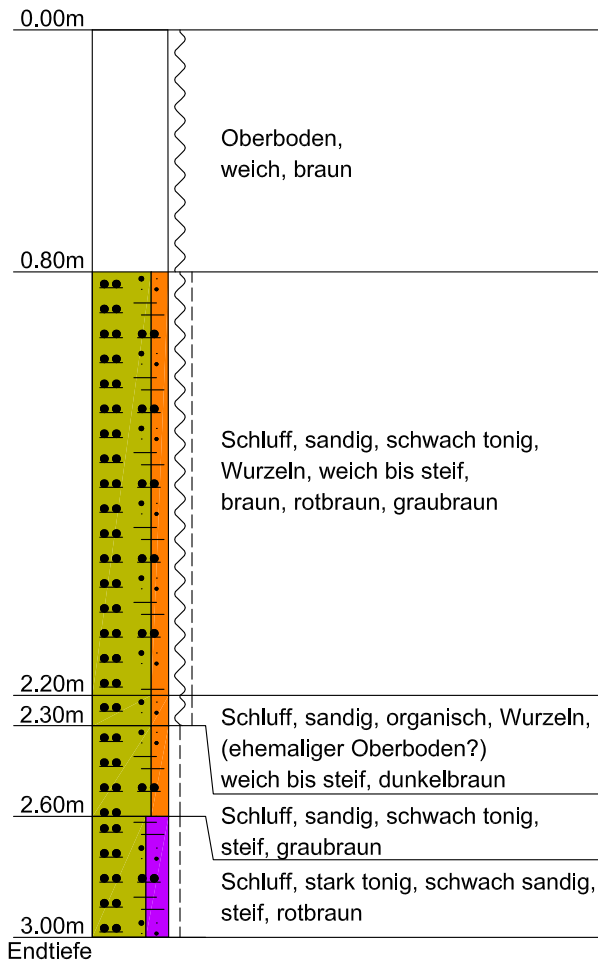 0.00m
Oberboden,
weich, braun
0.80m
Schluff, sandig, schwach tonig,
Wurzeln, weich bis steif,
braun, rotbraun, graubraun
2.20m
2.30m
Schluff, sandig, organisch, Wurzeln,
(ehemaliger Oberboden?)
weich bis steif, dunkelbraun
2.60m
Schluff, sandig, schwach tonig,
steif, graubraun
Schluff, stark tonig, schwach sandig,
steif, rotbraun
3.00m
Endtiefe